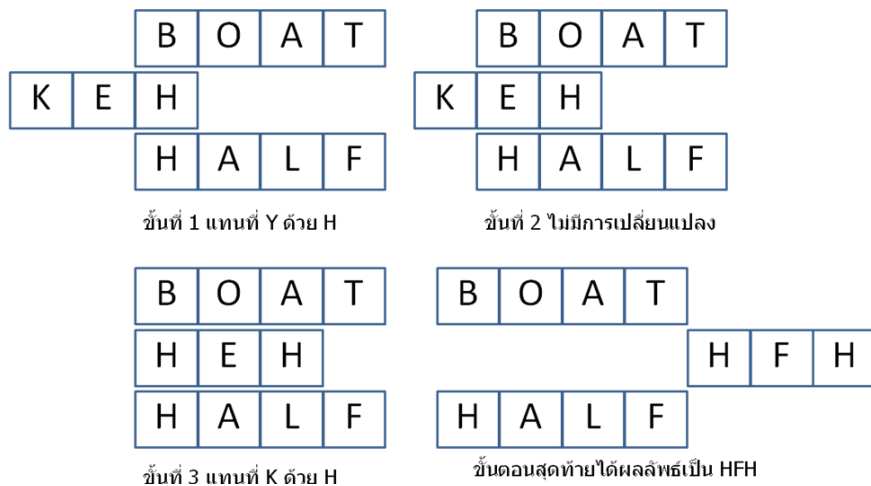 B O A T
K E H
H A L F
ขั้นที่ 1 แทนที่ Y ด้วย H
B O A T
K E H
H A L F
ขั้นที่ 2 ไม่มีการเปลี่ยนแปลง
B O A T
H E H
H A L F
ขั้นที่ 3 แทนที่ K ด้วย H
B O A T
H F H
H A L F
ขั้นตอนสุดท้ายได้ผลลัพธ์เป็น HFH